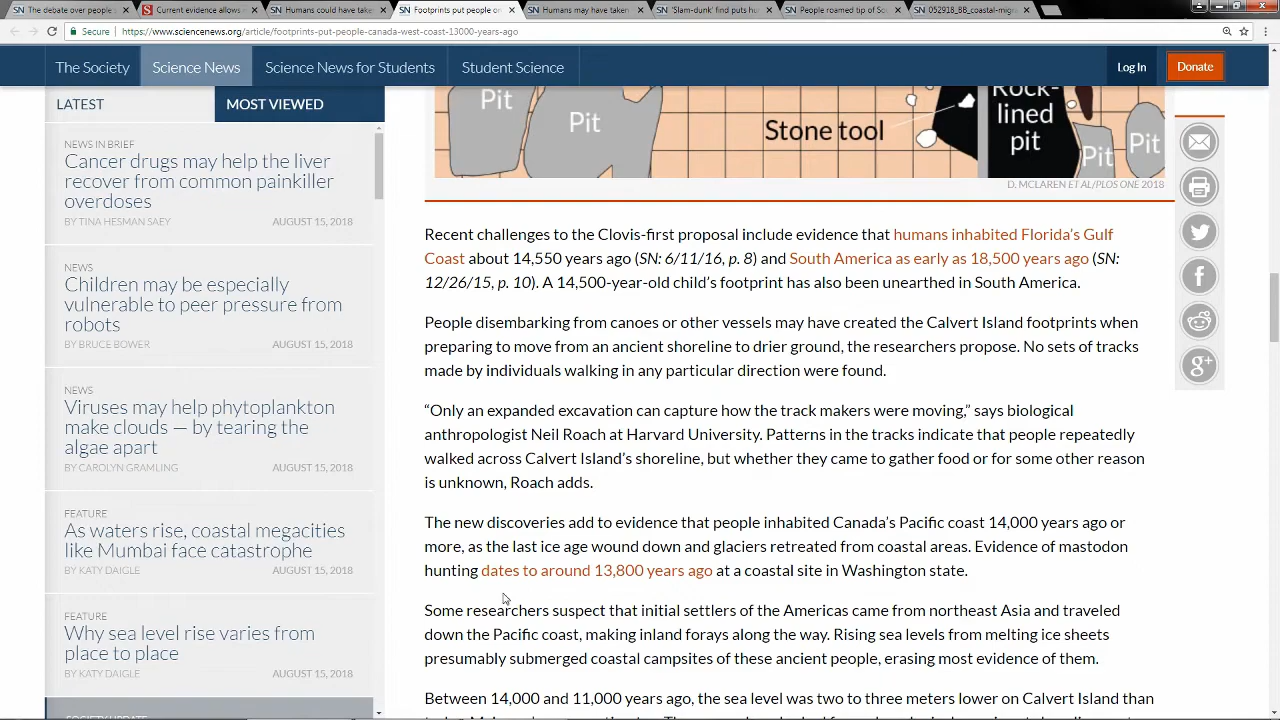 The debate over people
Current evidence allows
Humans could have take
Footprints put people on
Humans may have taken
'Slam-dunk' find puts hu
People roamed tip of So
052918_BB_coastal-migra
Secure
https://www.sciencenews.org/article/footprints-put-people-canada-west-coast-13000-years-ago
The Society
Science News
Science News for Students
Student Science
Log In
Donate
LATEST
MOST VIEWED
NEWS IN BRIEF
Cancer drugs may help the liver
recover from common painkiller
overdoses
BY TINA HESMAN SAEY
AUGUST 15, 2018
NEWS
Children may be especially
vulnerable to peer pressure from
robots
BY BRUCE BOWER
AUGUST 15, 2018
NEWS
Viruses may help phytoplankton
make clouds — by tearing the
algae apart
BY CAROLYN GRAMLING
AUGUST 15, 2018
FEATURE
As waters rise, coastal megacities
like Mumbai face catastrophe
BY KATY DAIGLE
AUGUST 15, 2018
FEATURE
Why sea level rise varies from
place to place
BY KATY DAIGLE
AUGUST 15, 2018
SOCIETY UPDATE
Pit
Pit
Stone tool
Rock-
lined
pit
Pit
Pit
D. MCLAREN ET AL/PLOS ONE 2018
Recent challenges to the Clovis-first proposal include evidence that humans inhabited Florida's Gulf
Coast about 14,550 years ago (SN: 6/11/16, p. 8) and South America as early as 18,500 years ago (SN:
12/26/15, p. 10). A 14,500-year-old child's footprint has also been unearthed in South America.
People disembarking from canoes or other vessels may have created the Calvert Island footprints when
preparing to move from an ancient shoreline to drier ground, the researchers propose. No sets of tracks
made by individuals walking in any particular direction were found.
“Only an expanded excavation can capture how the track makers were moving,” says biological
anthropologist Neil Roach at Harvard University. Patterns in the tracks indicate that people repeatedly
walked across Calvert Island's shoreline, but whether they came to gather food or for some other reason
is unknown, Roach adds.
The new discoveries add to evidence that people inhabited Canada's Pacific coast 14,000 years ago or
more, as the last ice age wound down and glaciers retreated from coastal areas. Evidence of mastodon
hunting dates to around 13,800 years ago at a coastal site in Washington state.
Some researchers suspect that initial settlers of the Americas came from northeast Asia and traveled
down the Pacific coast, making inland forays along the way. Rising sea levels from melting ice sheets
presumably submerged coastal campsites of these ancient people, erasing most evidence of them.
Between 14,000 and 11,000 years ago, the sea level was two to three meters lower on Calvert Island than